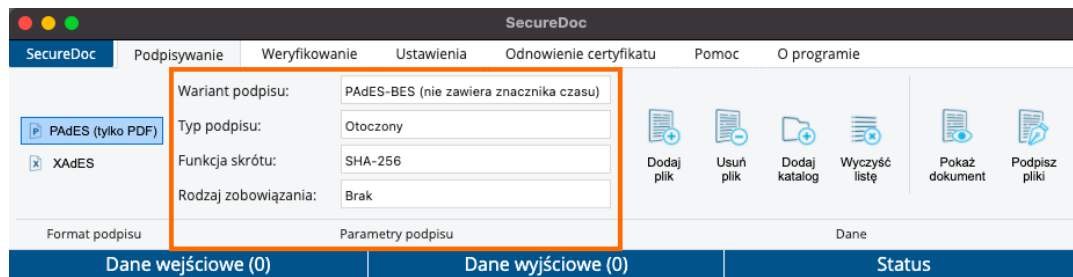 SecureDoc
SecureDoc Podpisywanie Weryfikowanie Ustawienia Odnowienie certyfikatu Pomoc O programie
PAdES (tylko PDF)
XAdES
Format podpisu
Wariant podpisu: PAdES-BES (nie zawiera znacznika czasu)
Typ podpisu: Otoczony
Funkcja skrótu: SHA-256
Rodzaj zobowiązania: Brak
Parametry podpisu
Dodaj
plik
Usuń
plik
Dodaj
katalog
Wyczyść
listę
Pokaż
dokument
Podpisz
pliki
Dane
Dane wejściowe (0) Dane wyjściowe (0) Status